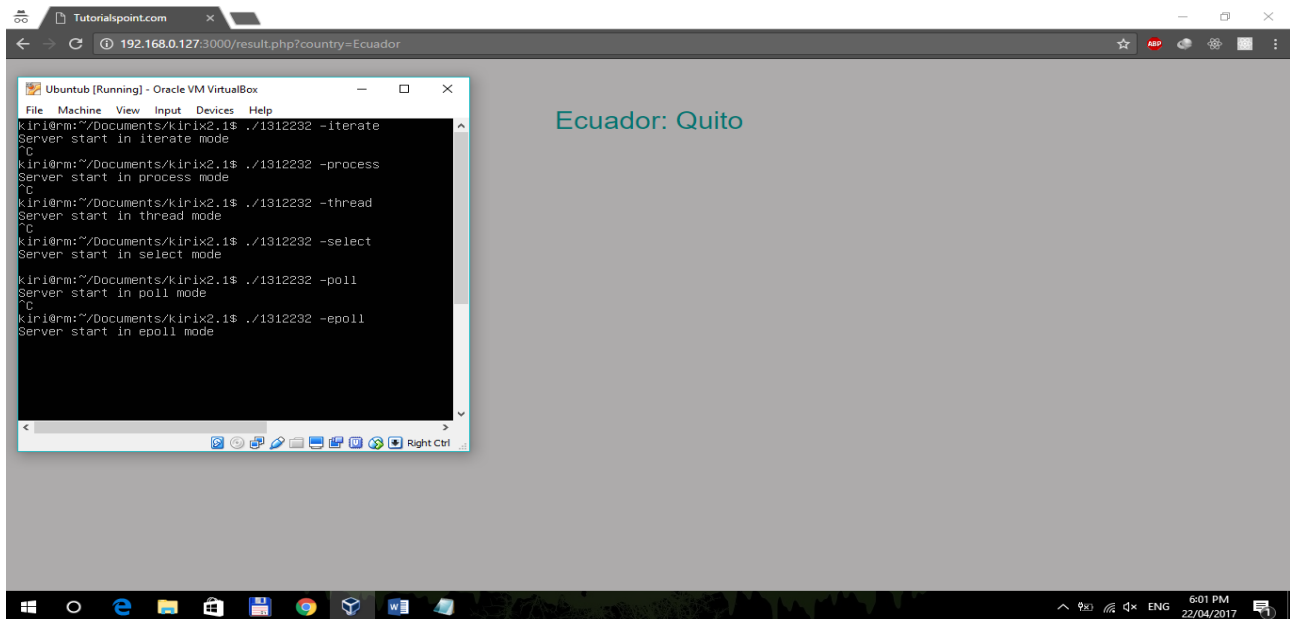 Tutorialspoint.com
192.168.0.127:3000/result.php?country=Ecuador
ABP
Ubuntub [Running] - Oracle VM VirtualBox
File Machine View Input Devices Help
kiri@rm:~/Documents/kirix2.1$ ./1312232 -iterate
Server start in iterate mode
^C
kiri@rm:~/Documents/kirix2.1$ ./1312232 -process
Server start in process mode
^C
kiri@rm:~/Documents/kirix2.1$ ./1312232 -thread
Server start in thread mode
^C
kiri@rm:~/Documents/kirix2.1$ ./1312232 -select
Server start in select mode
kiri@rm:~/Documents/kirix2.1$ ./1312232 -poll
Server start in poll mode
^C
kiri@rm:~/Documents/kirix2.1$ ./1312232 -epoll
Server start in epoll mode
Right Ctrl
Ecuador: Quito
ENG
6:01 PM
22/04/2017